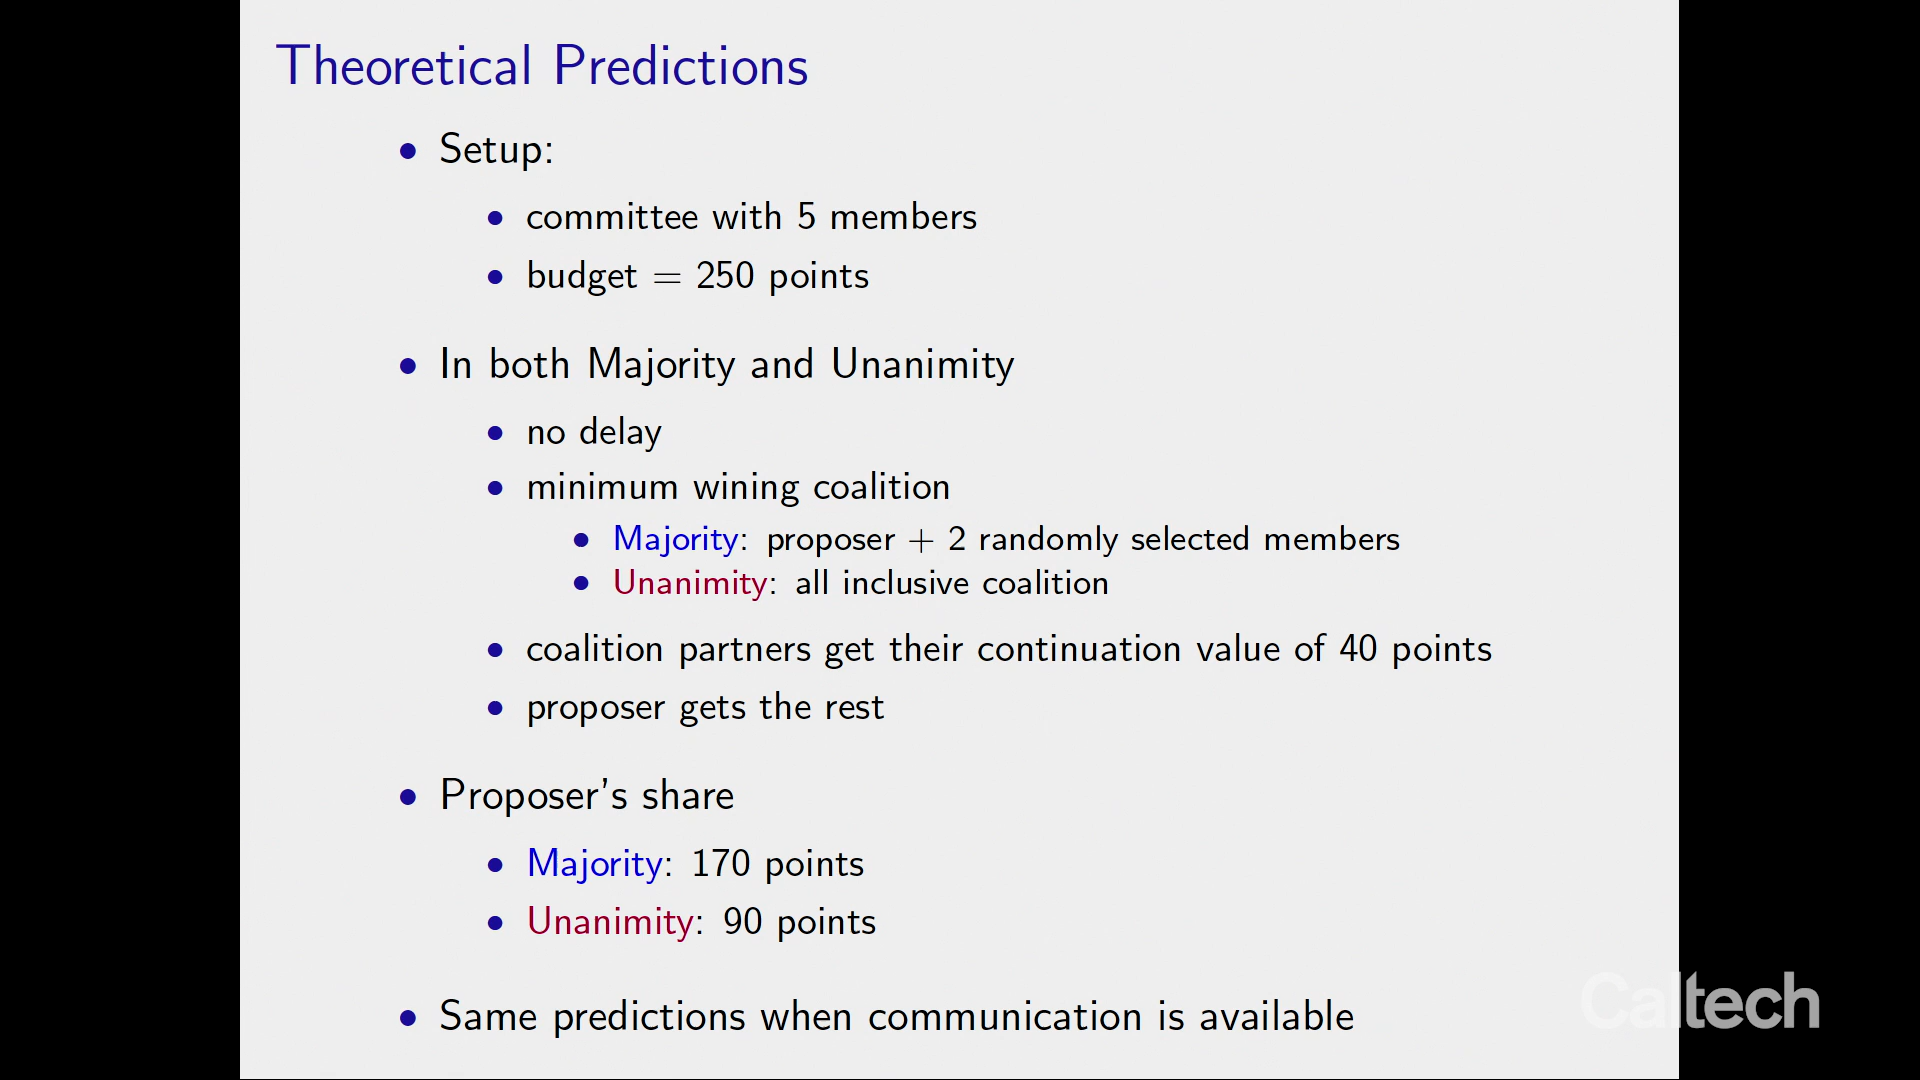 Theoretical Predictions
• Setup:
• committee with 5 members
• budget = 250 points
• In both Majority and Unanimity
• no delay
• minimum wining coalition
• Majority: proposer + 2 randomly selected members
• Unanimity: all inclusive coalition
• coalition partners get their continuation value of 40 points
• proposer gets the rest
• Proposer's share
• Majority: 170 points
• Unanimity: 90 points
• Same predictions when communication is available
Caltech